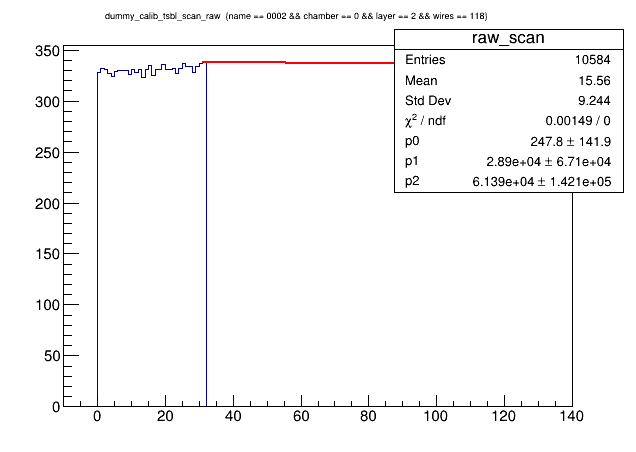 dummy_calib_tsbl_scan_raw (name == 0002 && chamber == 0 && layer == 2 && wires == 118)
raw_scan
Entries 10584
Mean 15.56
Std Dev 9.244
χ² / ndf 0.00149 / 0
p0 247.8 ± 141.9
p1 2.89e+04 ± 6.71e+04
p2 6.139e+04 ± 1.421e+05
350
300
250
200
150
100
50
0
0 20 40 60 80 100 120 140